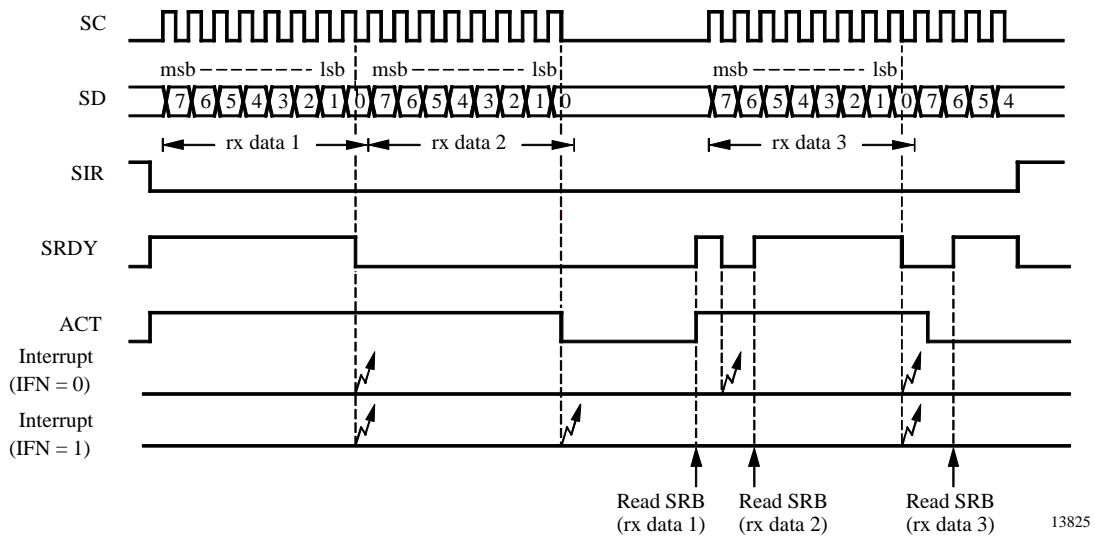 SC
msb lsb msb lsb msb lsb
SD
7 6 5 4 3 2 1 0 7 6 5 4 3 2 1 0 7 6 5 4 3 2 1 0 7 6 5 4
rx data 1 rx data 2 rx data 3
SIR
SRDY
ACT
Interrupt
(IFN = 0)
Interrupt
(IFN = 1)
Read SRB
(rx data 1)
Read SRB
(rx data 2)
Read SRB
(rx data 3)
13825